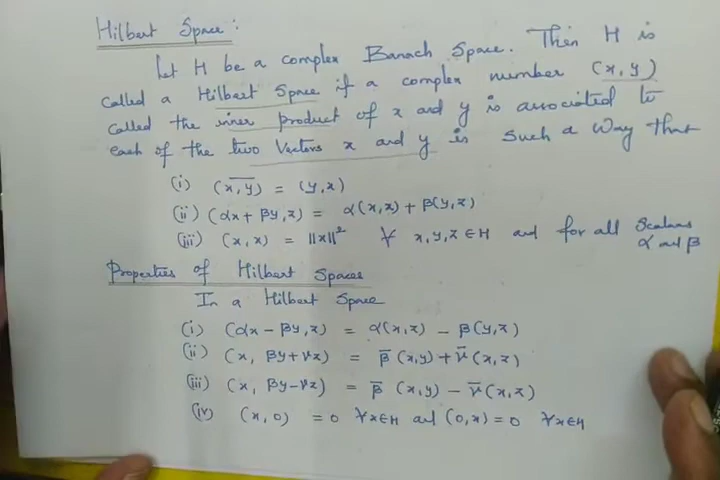 Hilbert Space :
Let H be a complex Banach Space. Then H is
called a Hilbert Space if a complex number (x, y)
called the inner product of x and y is associated to
each of the two Vectors x and y in such a way that
(i) $\overline{(x, y)}$ = (y, x)
(ii) (αx + βy, z) = α(x, z) + β(y, z)
(iii) (x, x) = ||x||² ∀ x, y, z ∈ H and for all Scalars α and β
Properties of Hilbert Spaces
In a Hilbert Space
(i) (αx - βy, z) = α(x, z) - β(y, z)
(ii) (x, βy + γz) = β̄ (x, y) + γ̄ (x, z)
(iii) (x, βy - γz) = β̄ (x, y) - γ̄ (x, z)
(iv) (x, 0) = 0 ∀ x ∈ H and (0, x) = 0 ∀ x ∈ H